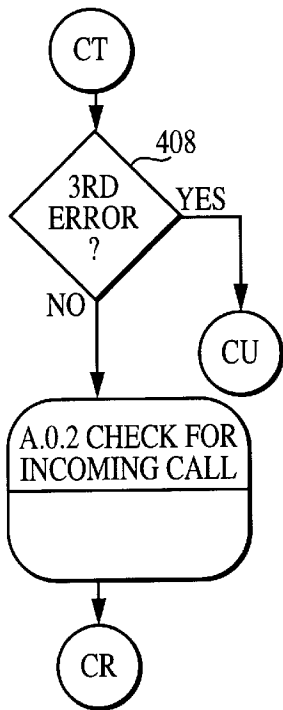 CT
408
3RD
ERROR
?
YES
NO
CU
A.0.2 CHECK FOR
INCOMING CALL
CR